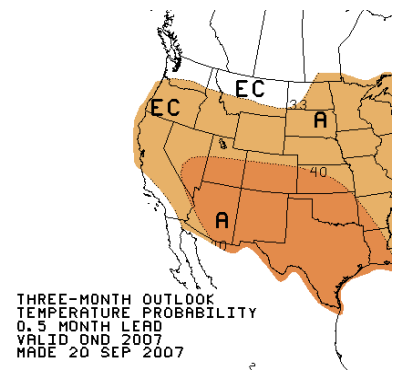 EC
33
EC
A
40
A
THREE-MONTH OUTLOOK
TEMPERATURE PROBABILITY
0.5 MONTH LEAD
VALID OND 2007
MADE 20 SEP 2007